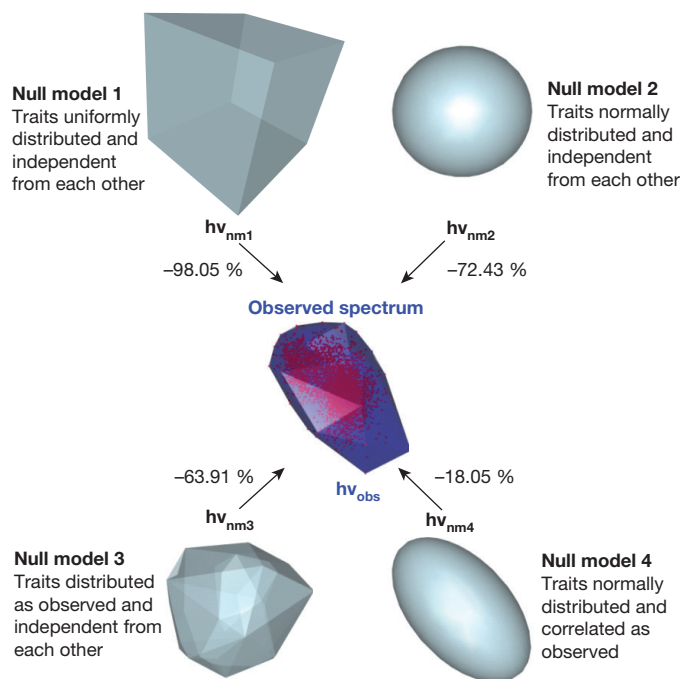 Null model 1
Traits uniformly
distributed and
independent
from each other
Null model 2
Traits normally
distributed and
independent
from each other
hvnm1
hvnm2
–98.05 %
–72.43 %
Observed spectrum
–63.91 %
–18.05 %
hvobs
hvnm3
hvnm4
Null model 3
Traits distributed
as observed and
independent from
each other
Null model 4
Traits normally
distributed and
correlated as
observed